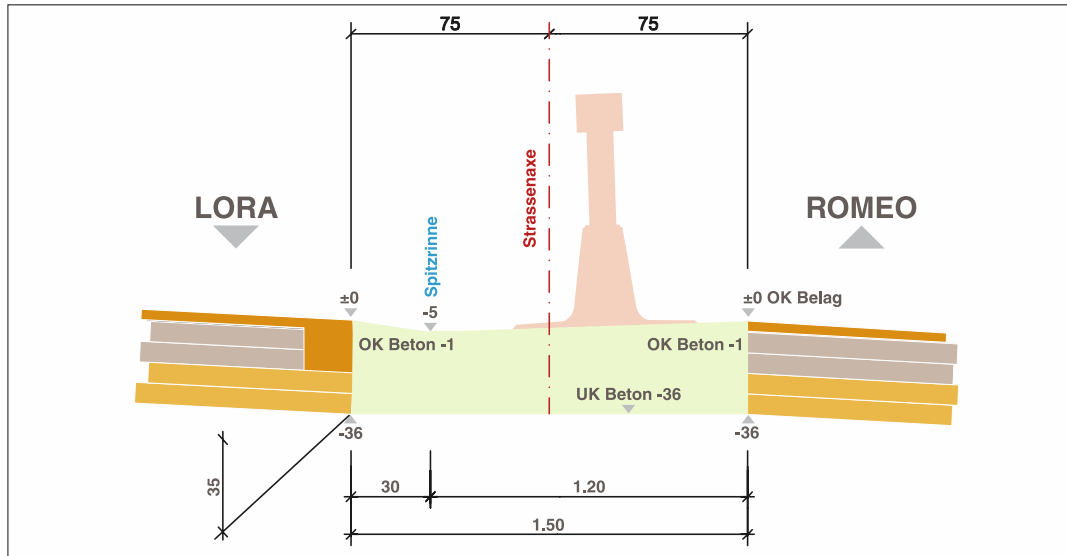 75
75
Strassenaxe
LORA
ROMEO
Spitzrinne
±0
-5
±0 OK Belag
OK Beton -1
OK Beton -1
UK Beton -36
-36
-36
35
30
1.20
1.50